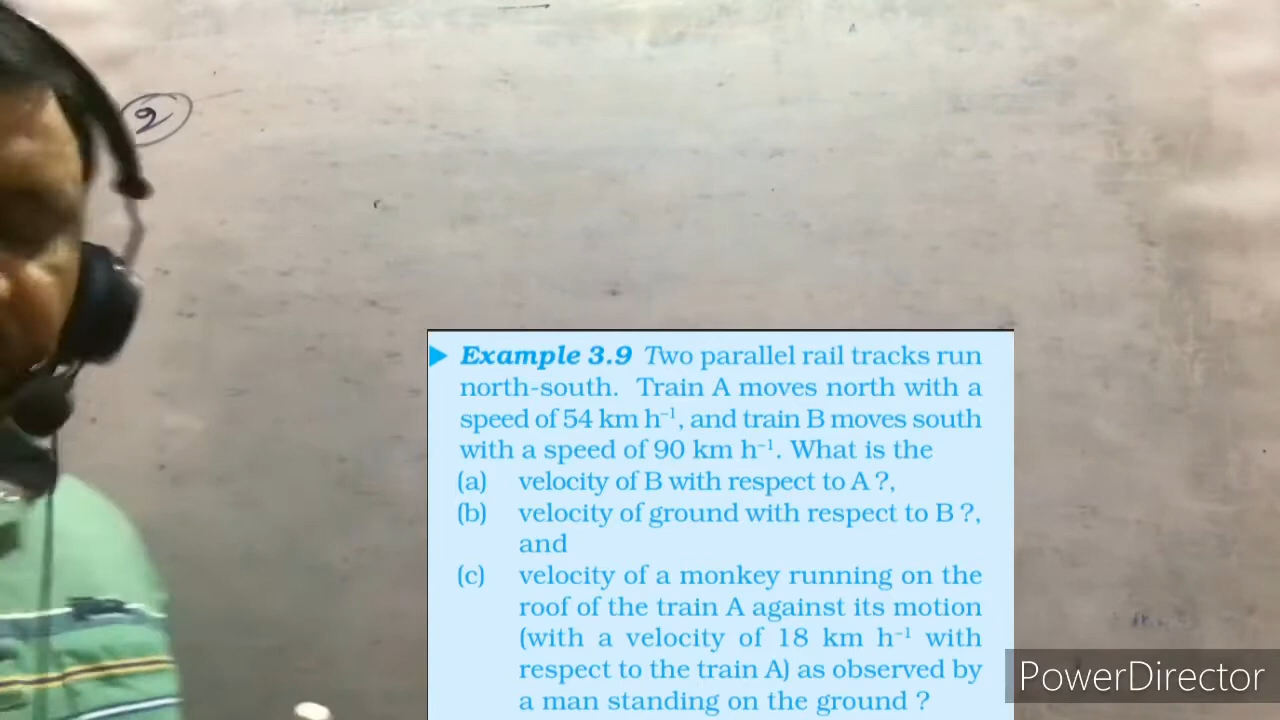 2
Example 3.9 Two parallel rail tracks run
north-south. Train A moves north with a
speed of 54 km h⁻¹, and train B moves south
with a speed of 90 km h⁻¹. What is the
(a) velocity of B with respect to A ?,
(b) velocity of ground with respect to B ?,
and
(c) velocity of a monkey running on the
roof of the train A against its motion
(with a velocity of 18 km h⁻¹ with
respect to the train A) as observed by
a man standing on the ground ?
PowerDirector